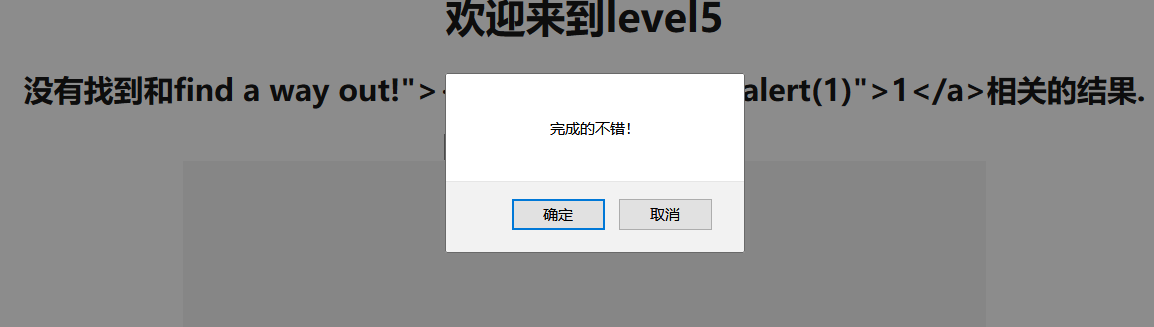 欢迎来到level5
没有找到和find a way out!"> alert(1)">1</a>相关的结果.
完成的不错！
确定 取消